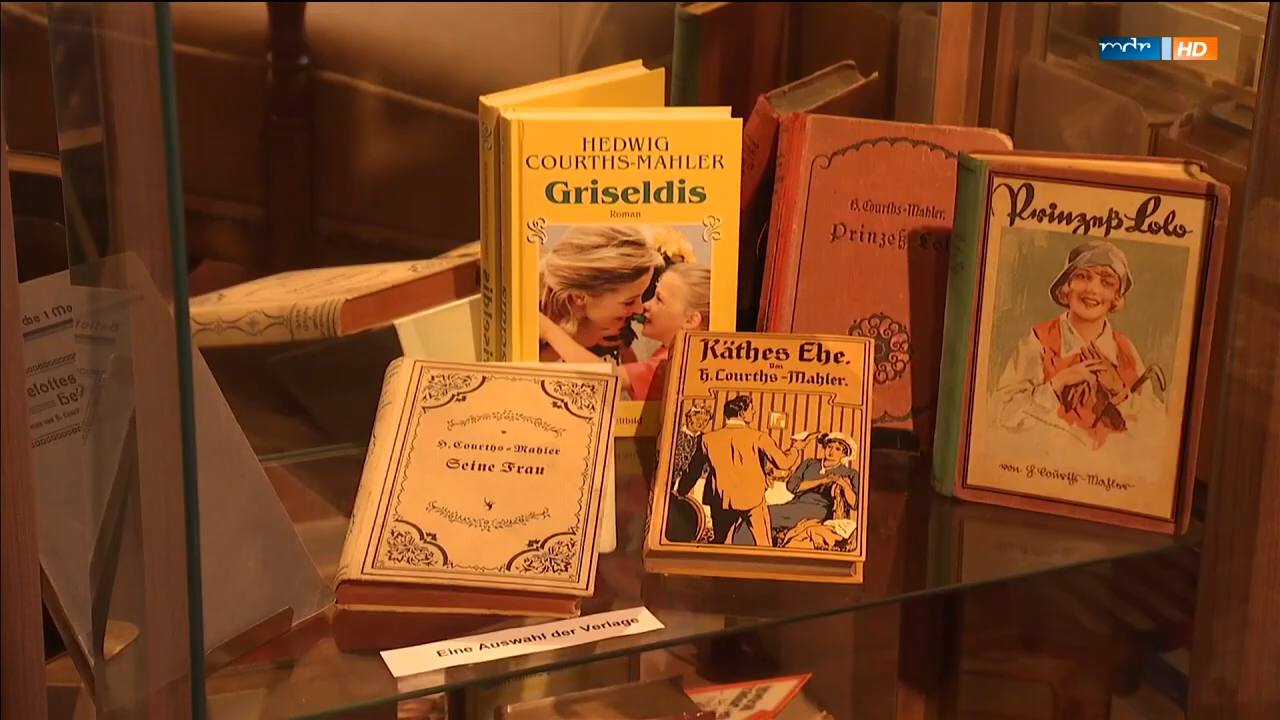 mdr HD
HEDWIG
COURTHS-MAHLER
Griseldis
Roman
H. Courths-Mahler,
Prinzeß
Prinzeß Lolo
von H Courths-Mahler
Käthes Ehe.
Von
H. Courths-Mahler.
H. Courths-Mahler
Seine Frau
Eine Auswahl der Verlage